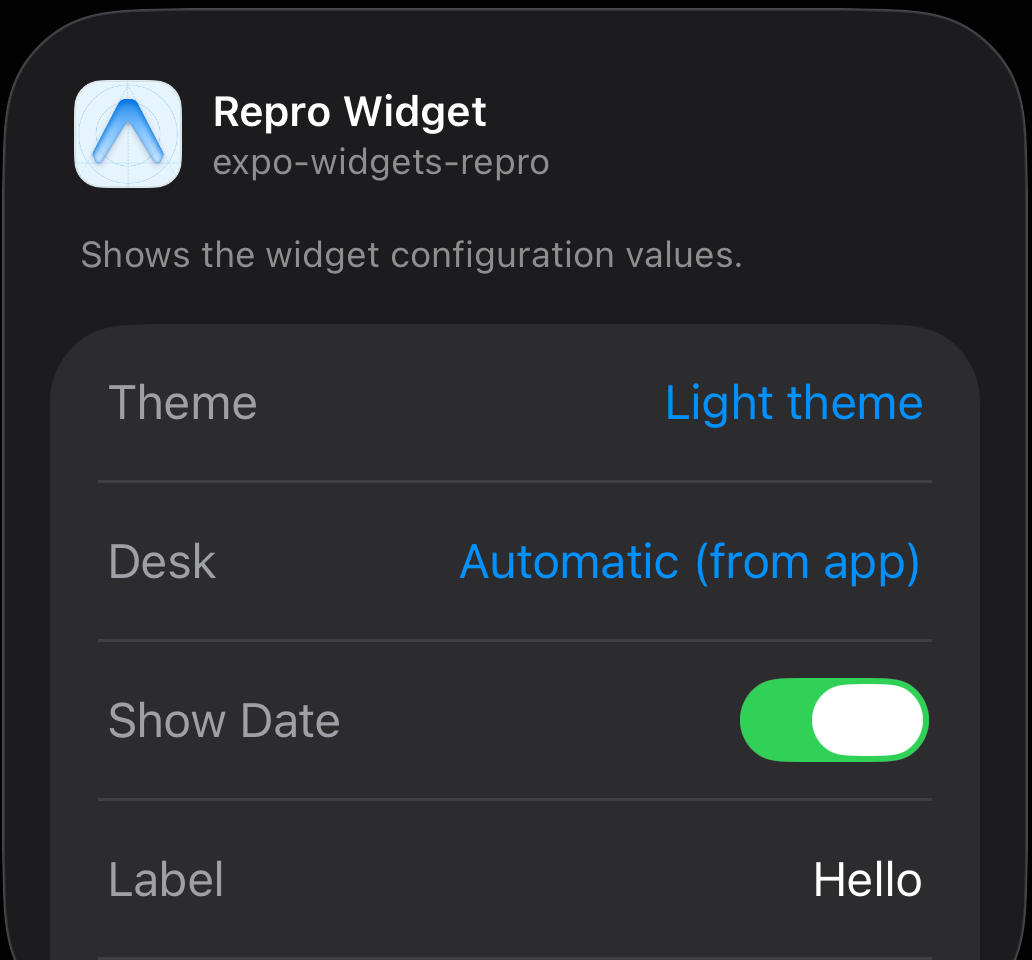 Repro Widget
expo-widgets-repro
Shows the widget configuration values.
Theme Light theme
Desk Automatic (from app)
Show Date
Label Hello